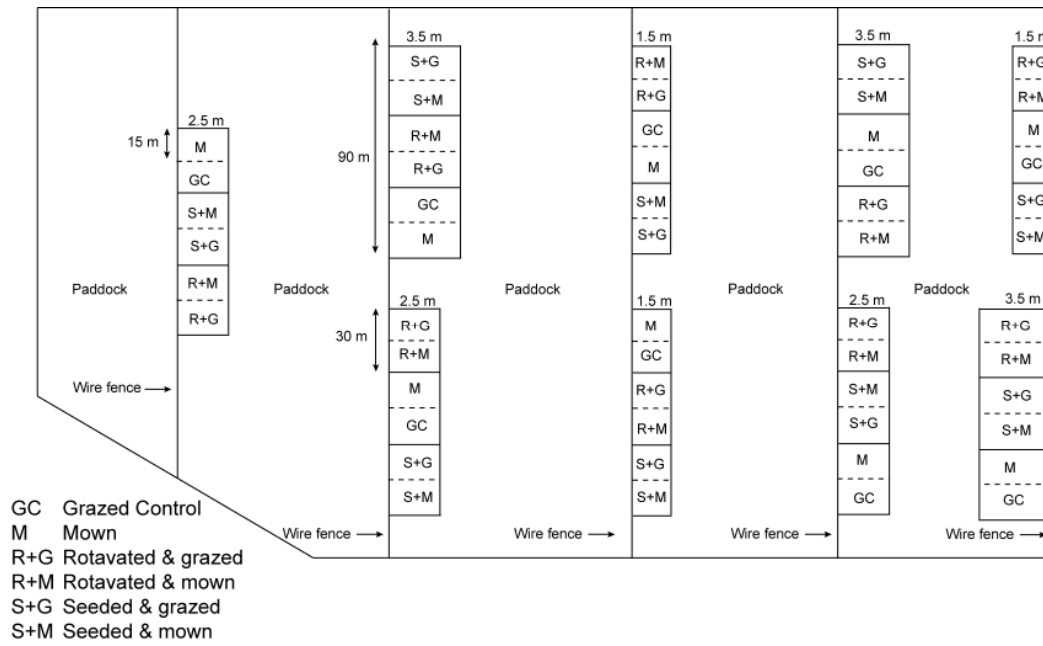 2.5 m
15 m
M
GC
S+M
S+G
R+M
R+G
Paddock
Wire fence
3.5 m
90 m
S+G
S+M
R+M
R+G
GC
M
Paddock
2.5 m
30 m
R+G
R+M
M
GC
S+G
S+M
Wire fence
1.5 m
R+M
R+G
GC
M
S+M
S+G
Paddock
1.5 m
M
GC
R+G
R+M
S+G
S+M
Wire fence
3.5 m
S+G
S+M
M
GC
R+G
R+M
Paddock
2.5 m
R+G
R+M
S+M
S+G
M
GC
Wire fence
1.5 m
R+G
R+M
M
GC
S+G
S+M
Paddock
3.5 m
R+G
R+M
S+G
S+M
M
GC
Wire fence
GC Grazed Control
M Mown
R+G Rotavated & grazed
R+M Rotavated & mown
S+G Seeded & grazed
S+M Seeded & mown